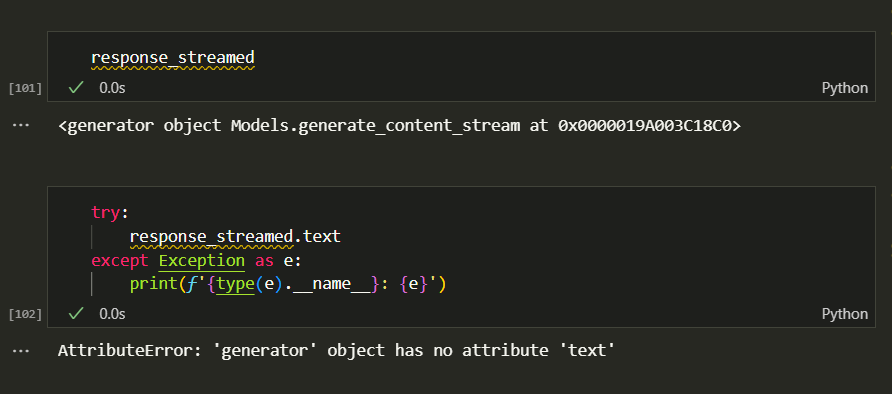 response_streamed
[101]
✓ 0.0s
Python
... <generator object Models.generate_content_stream at 0x0000019A003C18C0>
try:
    response_streamed.text
except Exception as e:
    print(f'{type(e).__name__}: {e}')
[102]
✓ 0.0s
Python
... AttributeError: 'generator' object has no attribute 'text'